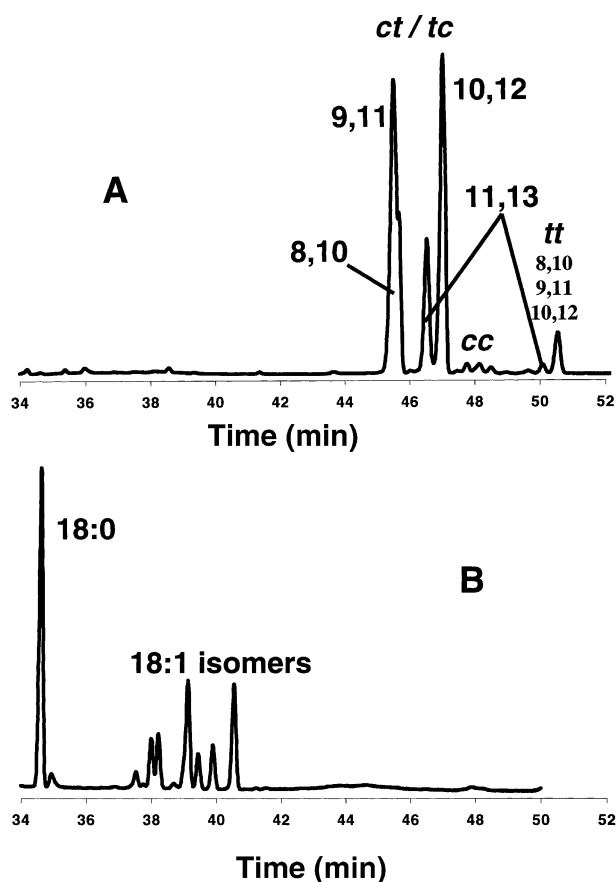 ct / tc
10,12
9,11
A
11,13
tt
8,10
8,10
9,11
10,12
cc
34 36 38 40 42 44 46 48 50 52
Time (min)
18:0
B
18:1 isomers
34 36 38 40 42 44 46 48 50 52
Time (min)